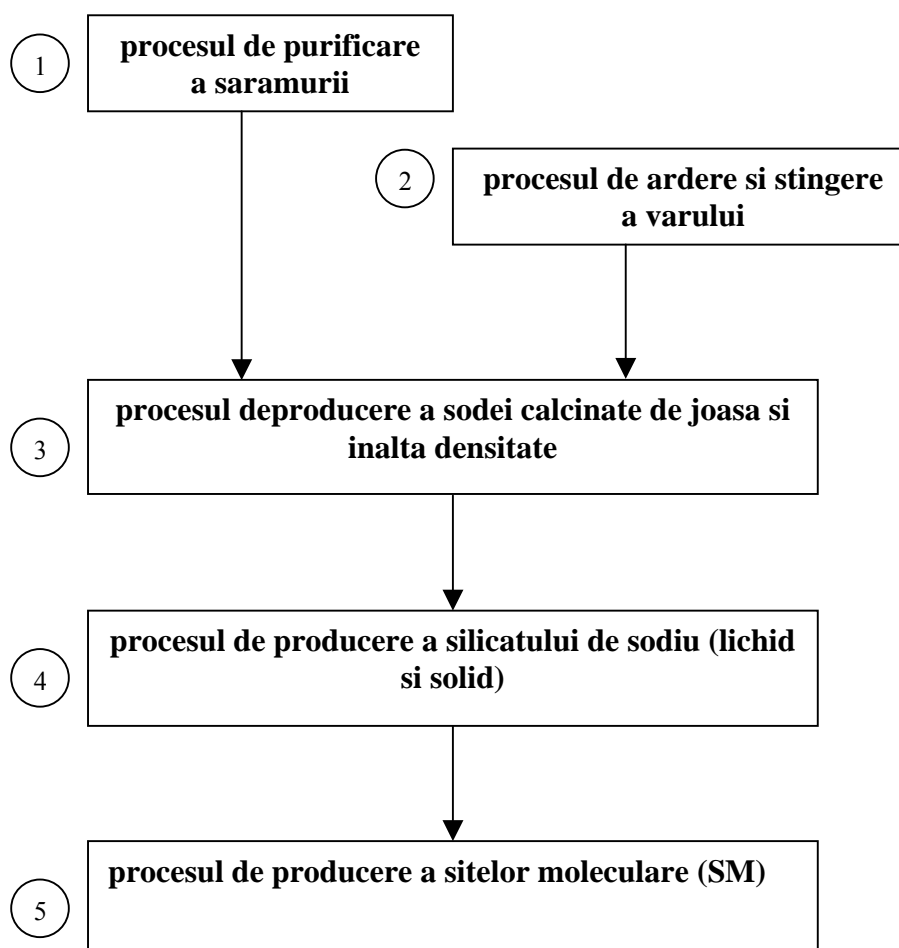 1
procesul de purificare
a saramurii
2
procesul de ardere si stingere
a varului
3
procesul deproducere a sodei calcinate de joasa si
inalta densitate
4
procesul de producere a silicatului de sodiu (lichid
si solid)
5
procesul de producere a sitelor moleculare (SM)